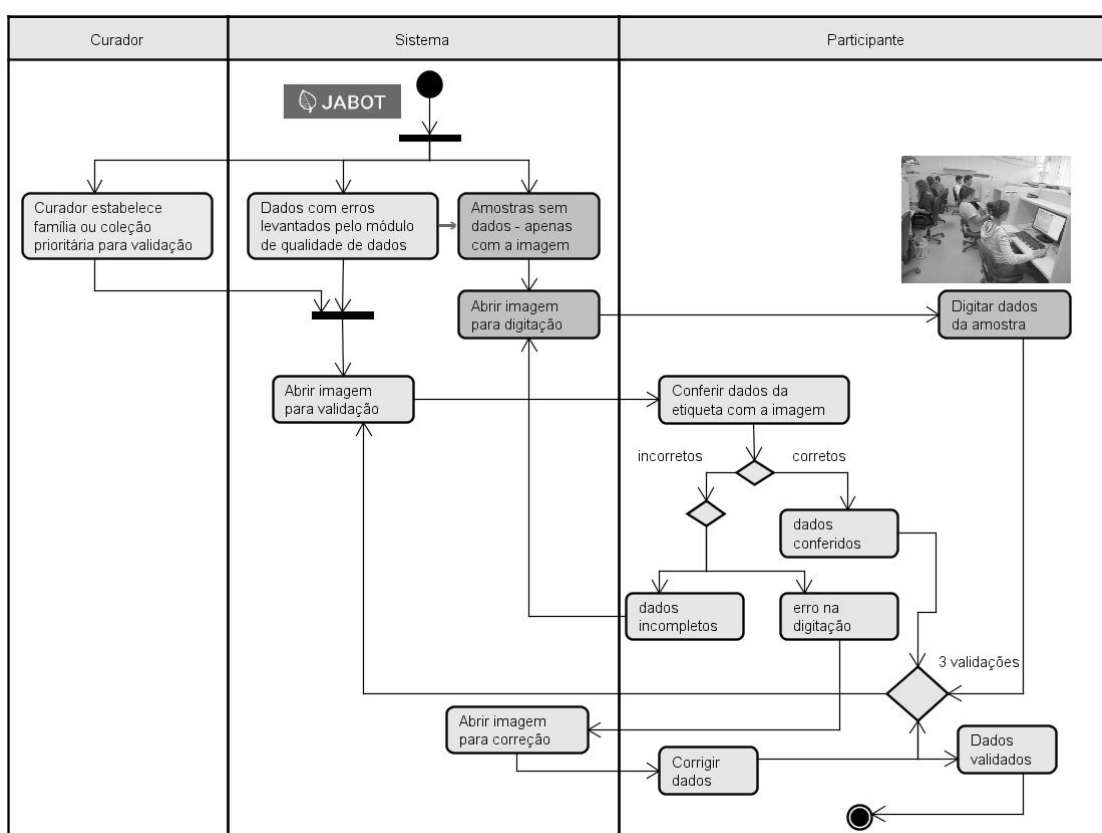 Curador
Sistema
Participante
JABOT
Curador estabelece
família ou coleção
prioritária para validação
Dados com erros
levantados pelo módulo
de qualidade de dados
Amostras sem
dados - apenas
com a imagem
Abrir imagem
para digitação
Digitar dados
da amostra
Abrir imagem
para validação
Conferir dados da
etiqueta com a imagem
incorretos
corretos
dados
conferidos
dados
incompletos
erro na
digitação
3 validações
Abrir imagem
para correção
Corrigir
dados
Dados
validados